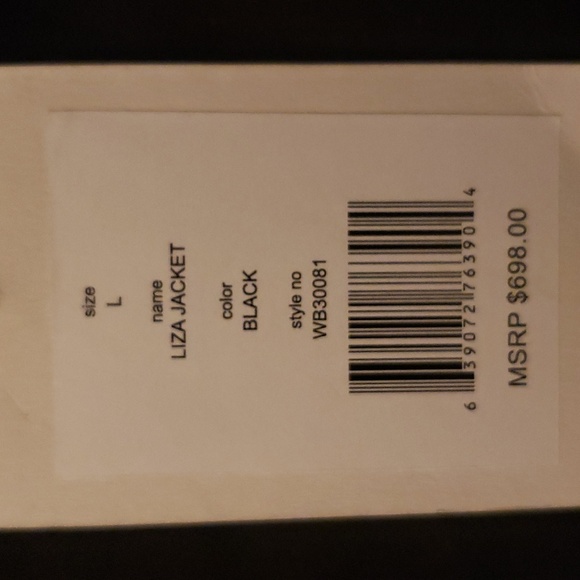 size
L
name
LIZA JACKET
color
BLACK
style no
WB30081
6 39072 76390 4
MSRP $698.00